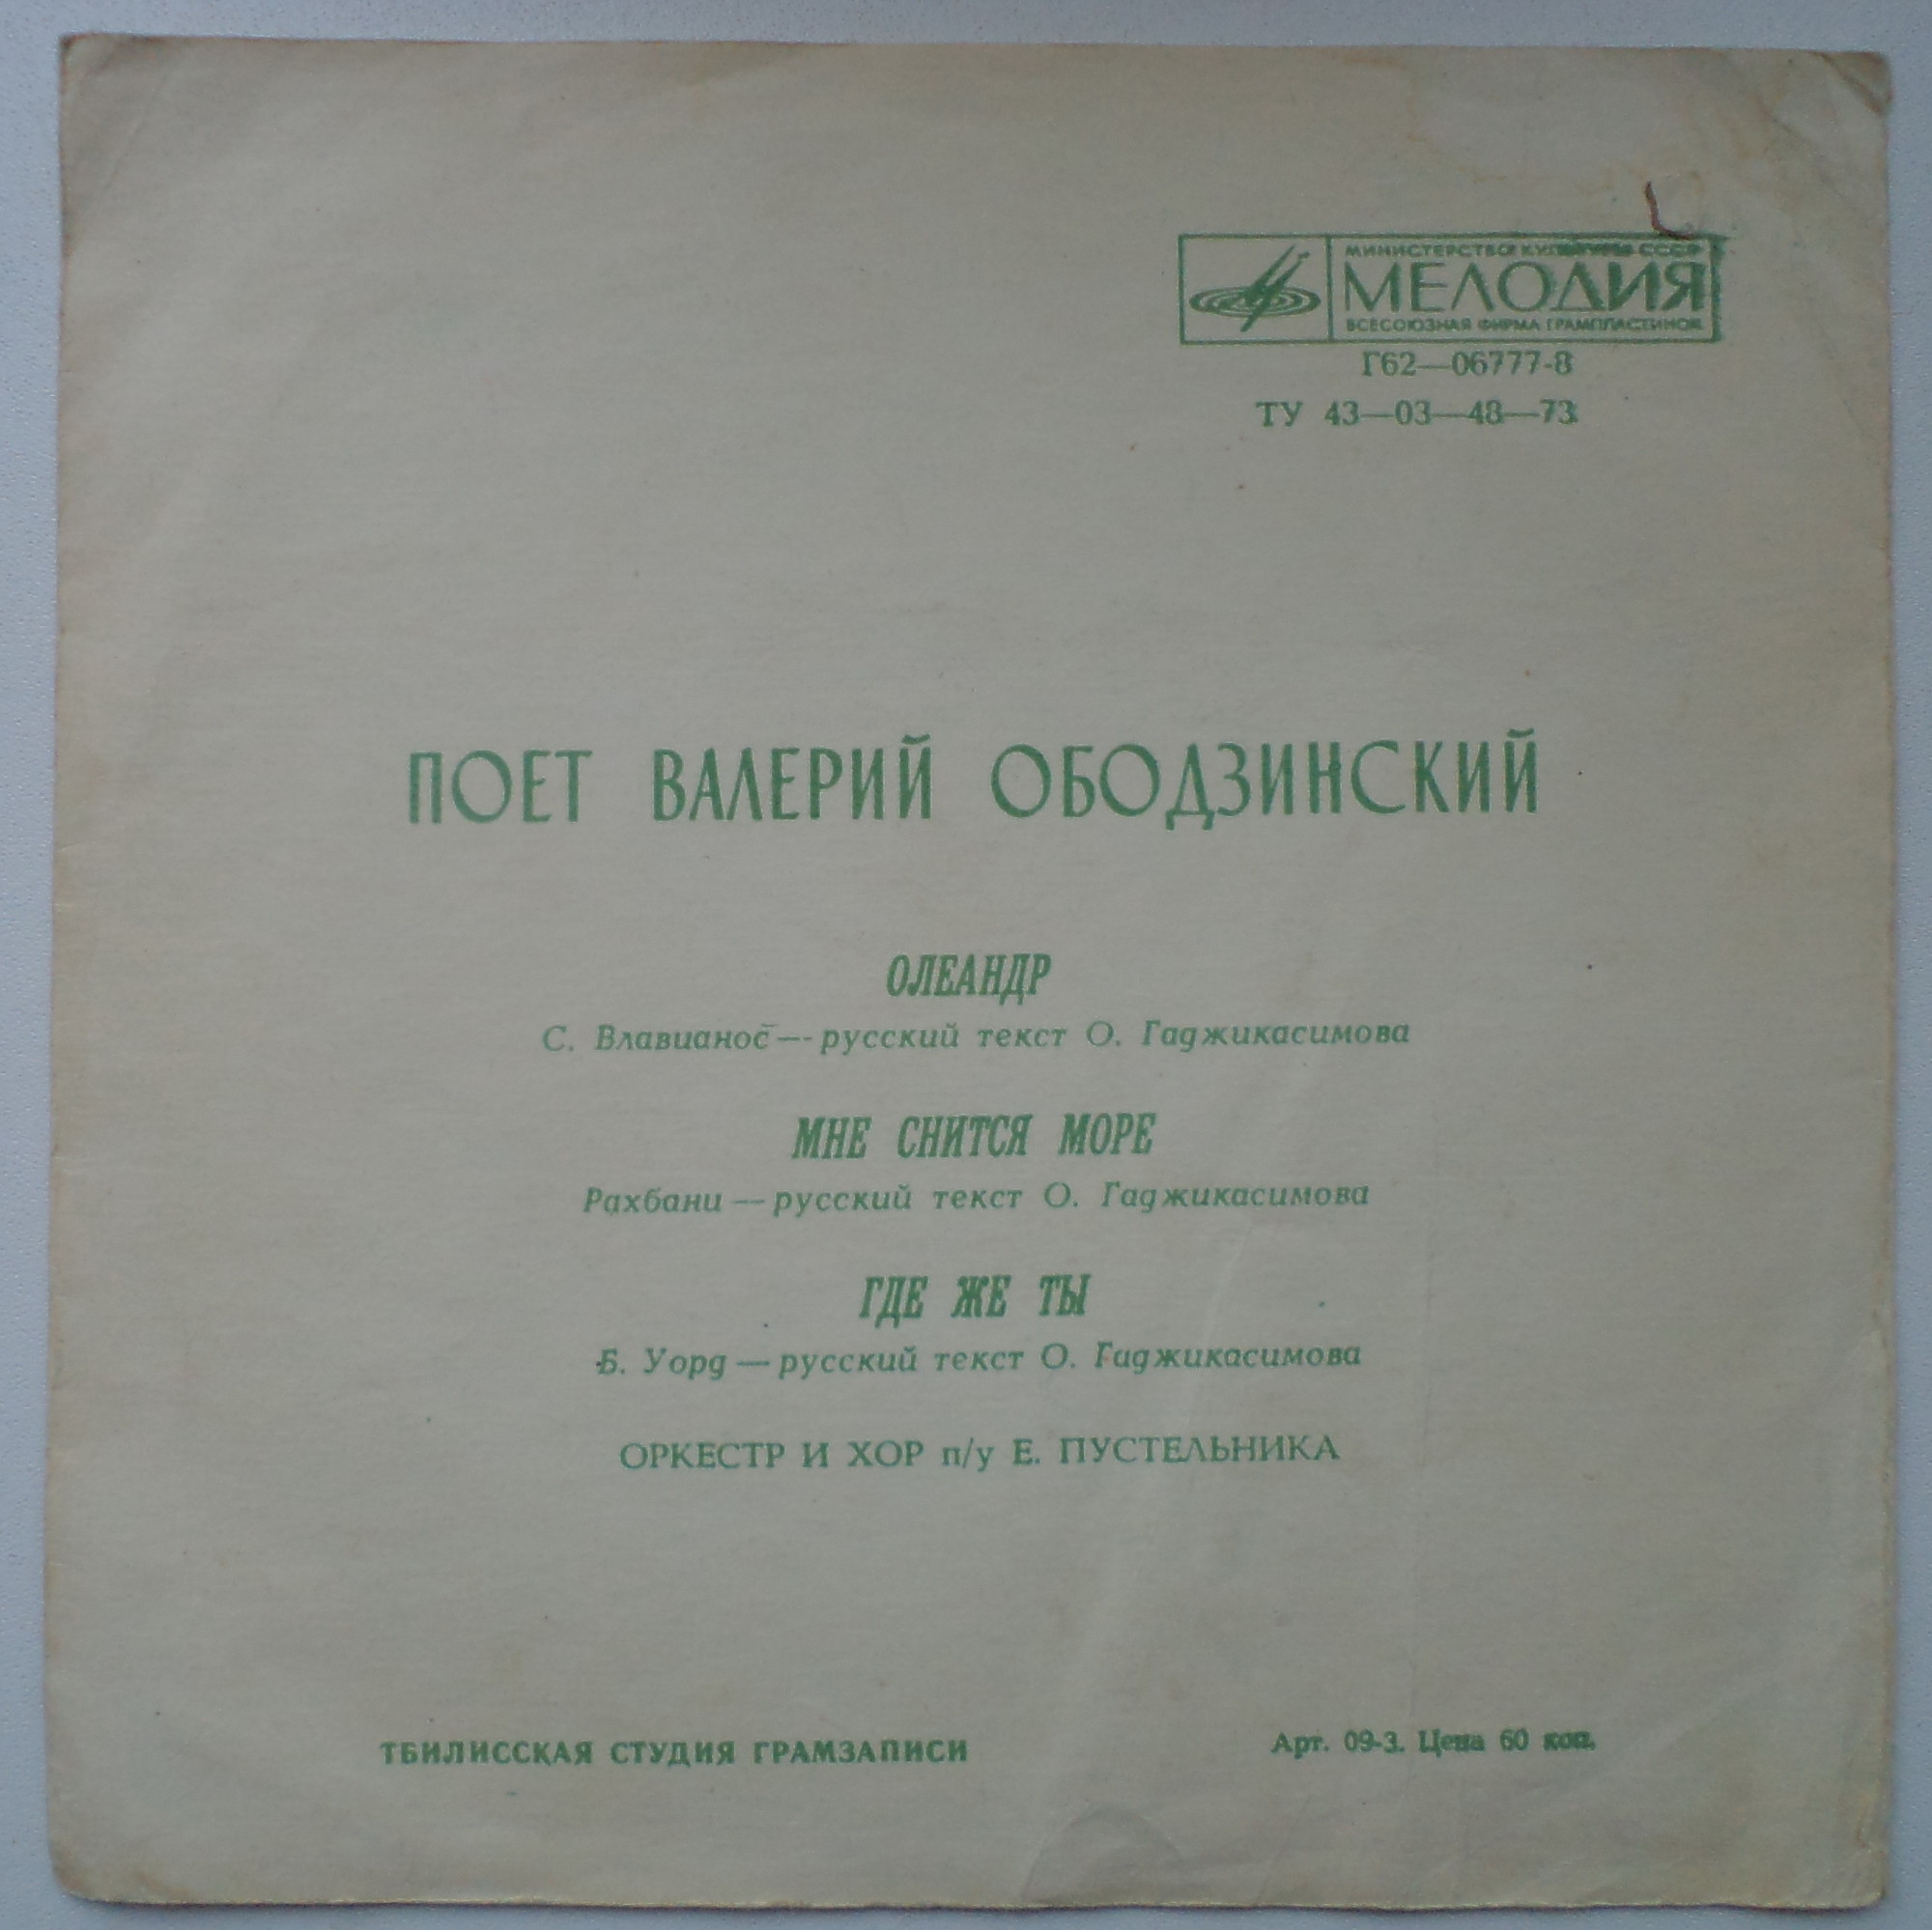 МИНИСТЕРСТВО КУЛЬТУРЫ СССР
МЕЛОДИЯ
ВСЕСОЮЗНАЯ ФИРМА ГРАМПЛАСТИНОК
Г62—06777-8
ТУ 43—03—48—73
ПОЕТ ВАЛЕРИЙ ОБОДЗИНСКИЙ
ОЛЕАНДР
С. Влавианос — русский текст О. Гаджикасимова
МНЕ СНИТСЯ МОРЕ
Рахбани — русский текст О. Гаджикасимова
ГДЕ ЖЕ ТЫ
Б. Уорд — русский текст О. Гаджикасимова
ОРКЕСТР И ХОР п/у Е. ПУСТЕЛЬНИКА
ТБИЛИССКАЯ СТУДИЯ ГРАМЗАПИСИ
Арт. 09-3. Цена 60 коп.